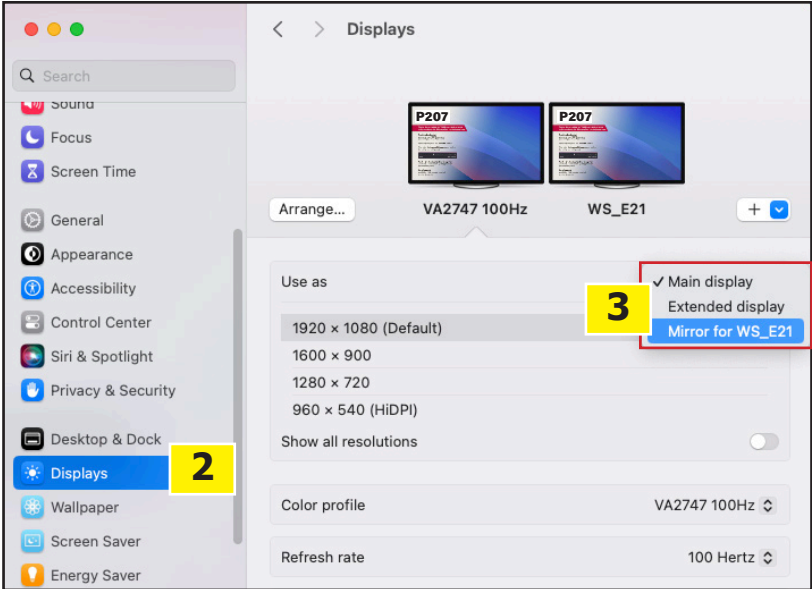 Displays
Search
Sound
Focus
Screen Time
General
Appearance
Accessibility
Control Center
Siri & Spotlight
Privacy & Security
Desktop & Dock
Displays
2
Wallpaper
Screen Saver
Energy Saver
P207
P207
Arrange...
VA2747 100Hz
WS_E21
+
Use as
3
✓ Main display
Extended display
Mirror for WS_E21
1920 × 1080 (Default)
1600 × 900
1280 × 720
960 × 540 (HiDPI)
Show all resolutions
Color profile
VA2747 100Hz
Refresh rate
100 Hertz